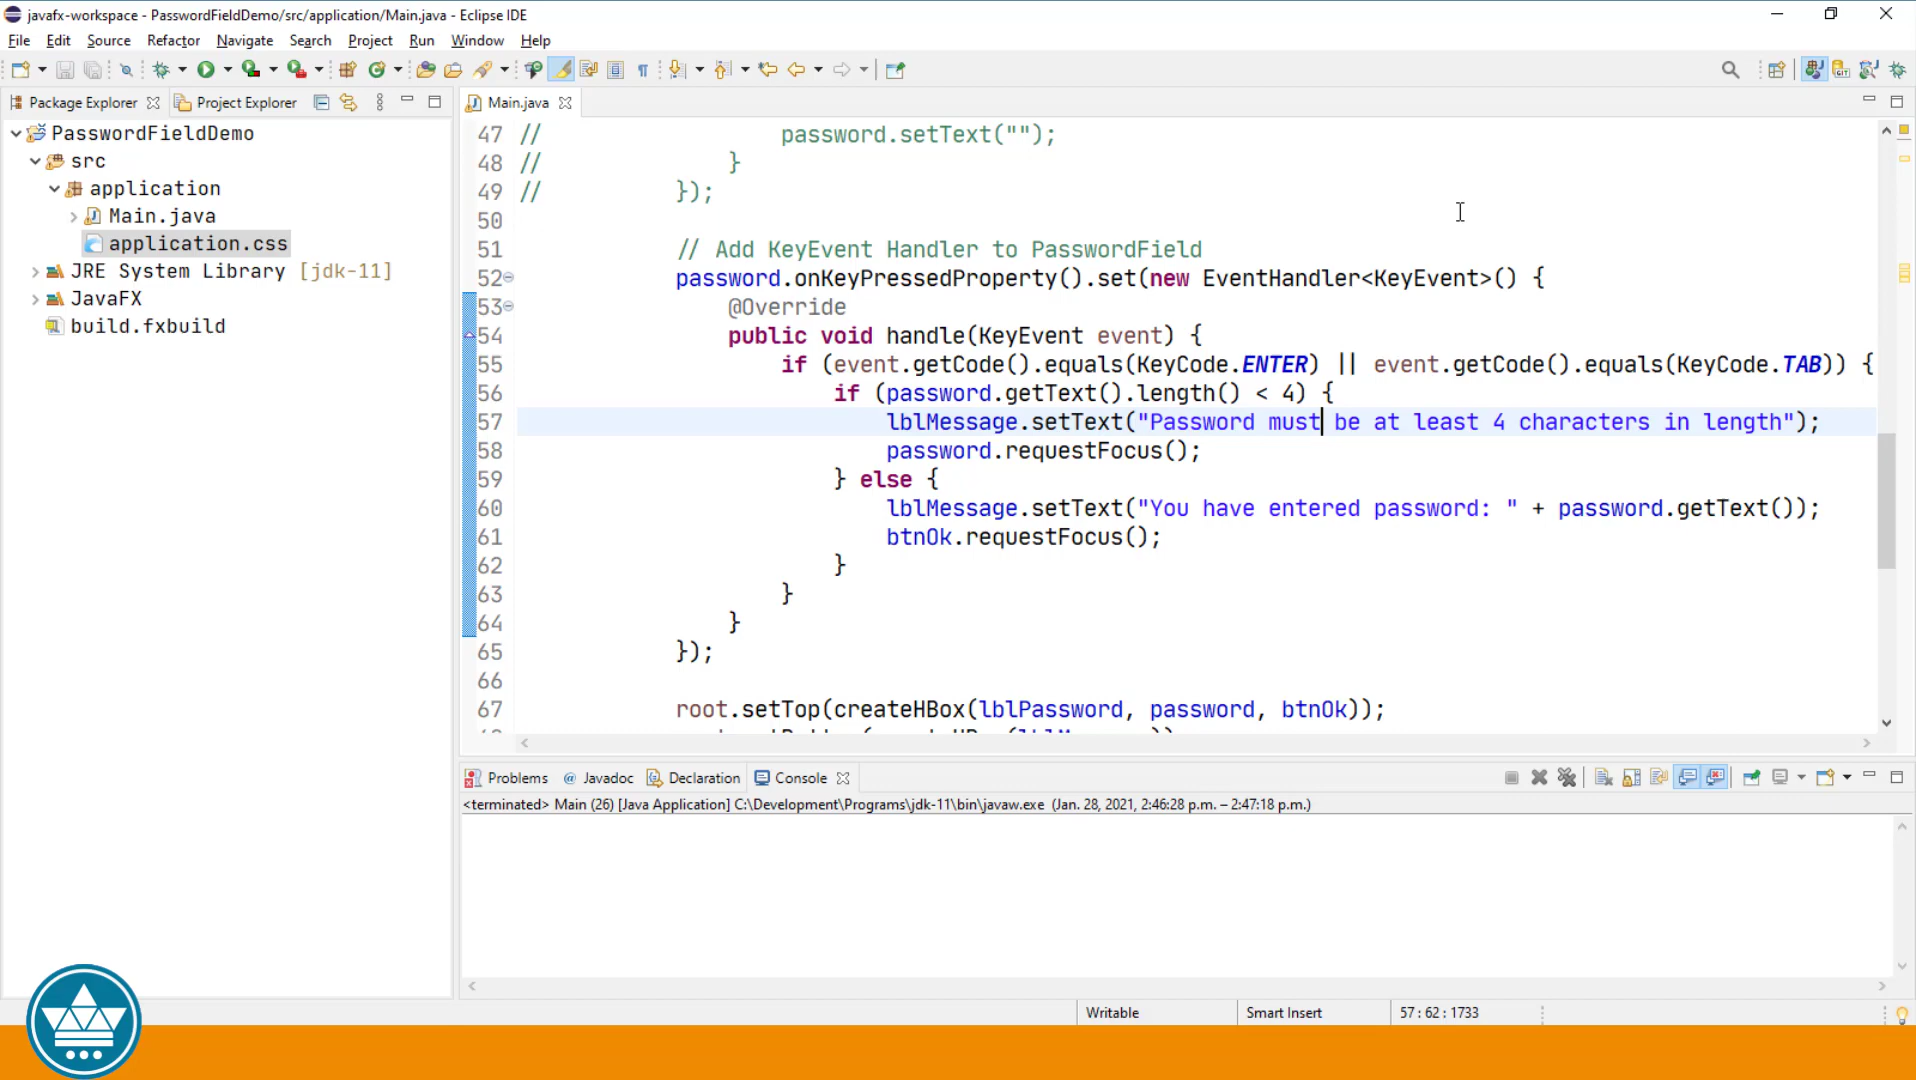 javafx-workspace - PasswordFieldDemo/src/application/Main.java - Eclipse IDE
File Edit Source Refactor Navigate Search Project Run Window Help
Package Explorer Project Explorer
PasswordFieldDemo
src
application
Main.java
application.css
JRE System Library [jdk-11]
JavaFX
build.fxbuild
Main.java
47 // password.setText("");
48 // }
49 // });
50
51 // Add KeyEvent Handler to PasswordField
52 password.onKeyPressedProperty().set(new EventHandler<KeyEvent>() {
53 @Override
54 public void handle(KeyEvent event) {
55 if (event.getCode().equals(KeyCode.ENTER) || event.getCode().equals(KeyCode.TAB)) {
56 if (password.getText().length() < 4) {
57 lblMessage.setText("Password must be at least 4 characters in length");
58 password.requestFocus();
59 } else {
60 lblMessage.setText("You have entered password: " + password.getText());
61 btnOk.requestFocus();
62 }
63 }
64 }
65 });
66
67 root.setTop(createHBox(lblPassword, password, btnOk));
Problems @ Javadoc Declaration Console
<terminated> Main (26) [Java Application] C:\Development\Programs\jdk-11\bin\javaw.exe (Jan. 28, 2021, 2:46:28 p.m. – 2:47:18 p.m.)
Writable Smart Insert 57 : 62 : 1733